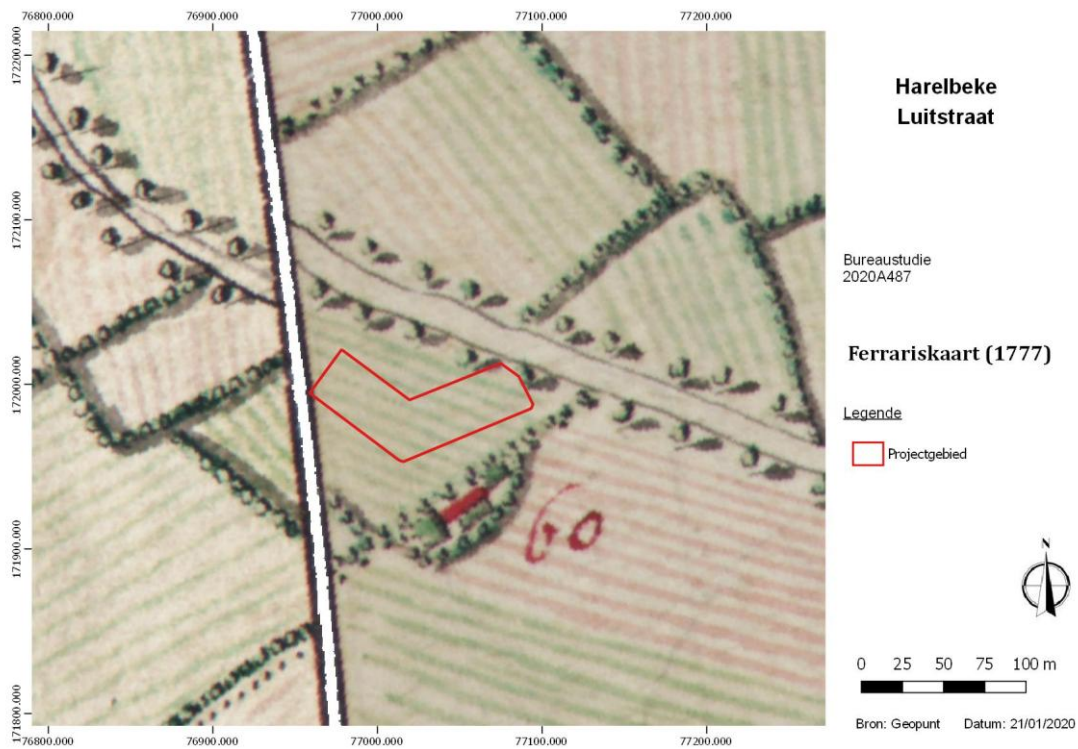 76800.000 76900.000 77000.000 77100.000 77200.000
172200.000
172100.000
172000.000
171900.000
171800.000
60
76800.000 76900.000 77000.000 77100.000 77200.000
Harelbeke
Luitstraat
Bureaustudie
2020A487
Ferrariskaart (1777)
Legende
Projectgebied
N
0 25 50 75 100 m
Bron: Geopunt Datum: 21/01/2020